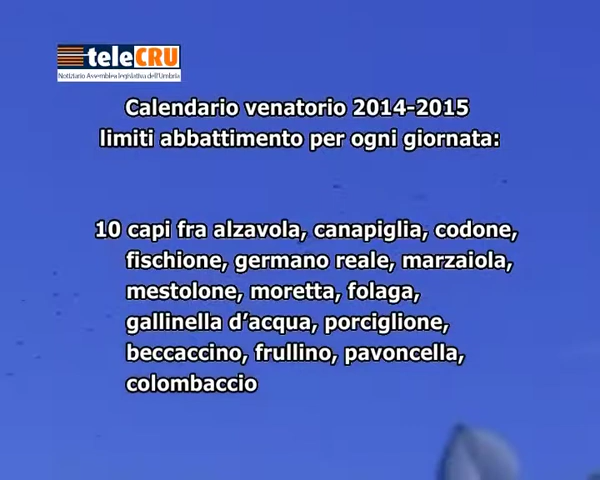 teleCRU
Notiziario Assemblea legislativa dell'Umbria
Calendario venatorio 2014-2015
limiti abbattimento per ogni giornata:
10 capi fra alzavola, canapiglia, codone,
fischione, germano reale, marzaiola,
mestolone, moretta, folaga,
gallinella d'acqua, porciglione,
beccaccino, frullino, pavoncella,
colombaccio